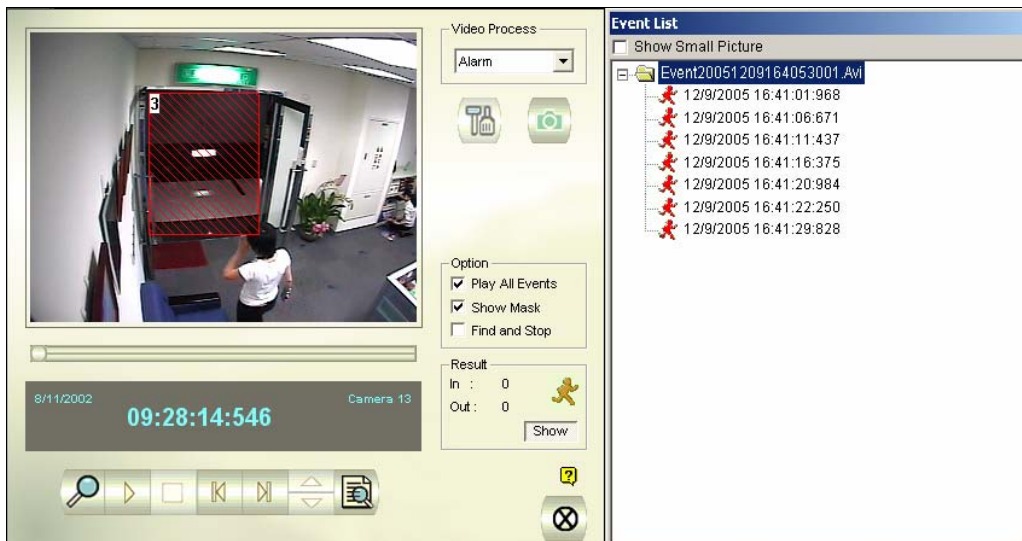 Video Process
Alarm
3
Option
Play All Events
Show Mask
Find and Stop
Result
In : 0
Out : 0
Show
8/11/2002
Camera 13
09:28:14:546
?
Event List
Show Small Picture
Event20051209164053001.Avi
12/9/2005 16:41:01:968
12/9/2005 16:41:06:671
12/9/2005 16:41:11:437
12/9/2005 16:41:16:375
12/9/2005 16:41:20:984
12/9/2005 16:41:22:250
12/9/2005 16:41:29:828